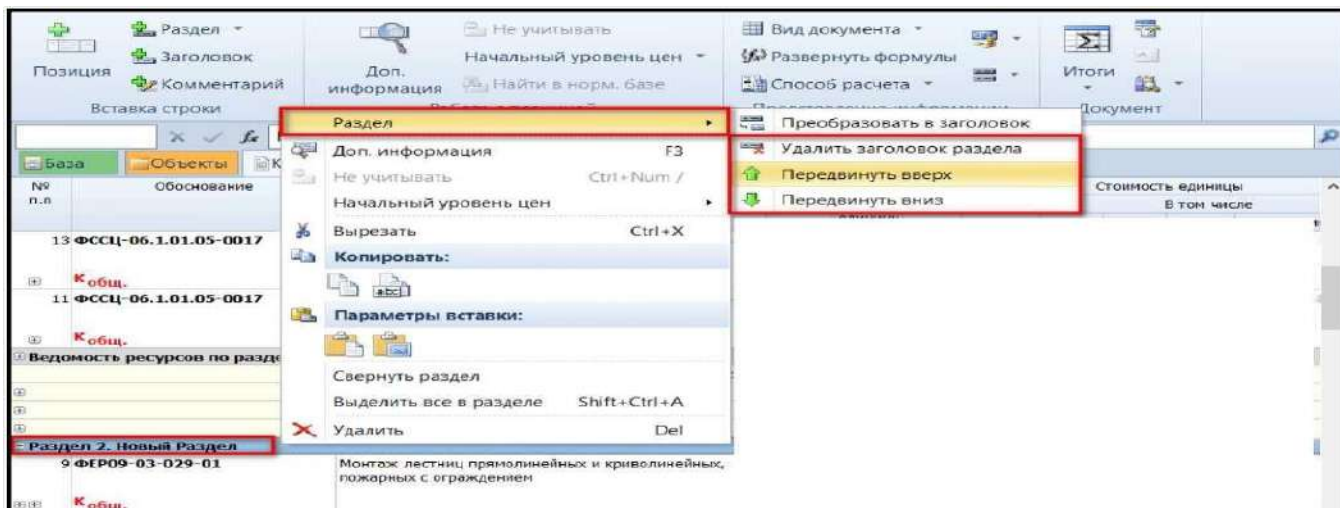 Раздел
Не учитывать
Вид документа
Заголовок
Начальный уровень цен
Развернуть формулы
Позиция
Комментарий
Доп. информация
Найти в норм. базе
Способ расчета
Итоги
Вставка строки
Документ
fx
Раздел
Преобразовать в заголовок
База
Объекты
Доп. информация F3
Удалить заголовок раздела
№ п.п
Обоснование
Не учитывать Ctrl+Num /
Передвинуть вверх
Стоимость единицы
Начальный уровень цен
Передвинуть вниз
В том числе
13 ФССЦ-06.1.01.05-0017
Вырезать Ctrl+X
Копировать:
Кобщ.
11 ФССЦ-06.1.01.05-0017
Параметры вставки:
Кобщ.
Ведомость ресурсов по разде
Свернуть раздел
Выделить все в разделе Shift+Ctrl+A
Удалить Del
Раздел 2. Новый Раздел
9 ФЕР09-03-029-01
Монтаж лестниц прямолинейных и криволинейных,
пожарных с ограждением
Кобщ.